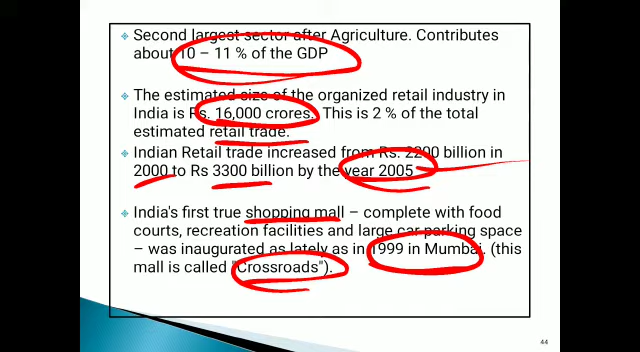 Second largest sector after Agriculture. Contributes
about 10 – 11 % of the GDP
The estimated size of the organized retail industry in
India is Rs. 16,000 crores. This is 2 % of the total
estimated retail trade.
Indian Retail trade increased from Rs. 2200 billion in
2000 to Rs 3300 billion by the year 2005
India's first true shopping mall – complete with food
courts, recreation facilities and large car parking space
– was inaugurated as lately as in 1999 in Mumbai. (this
mall is called "Crossroads").
44